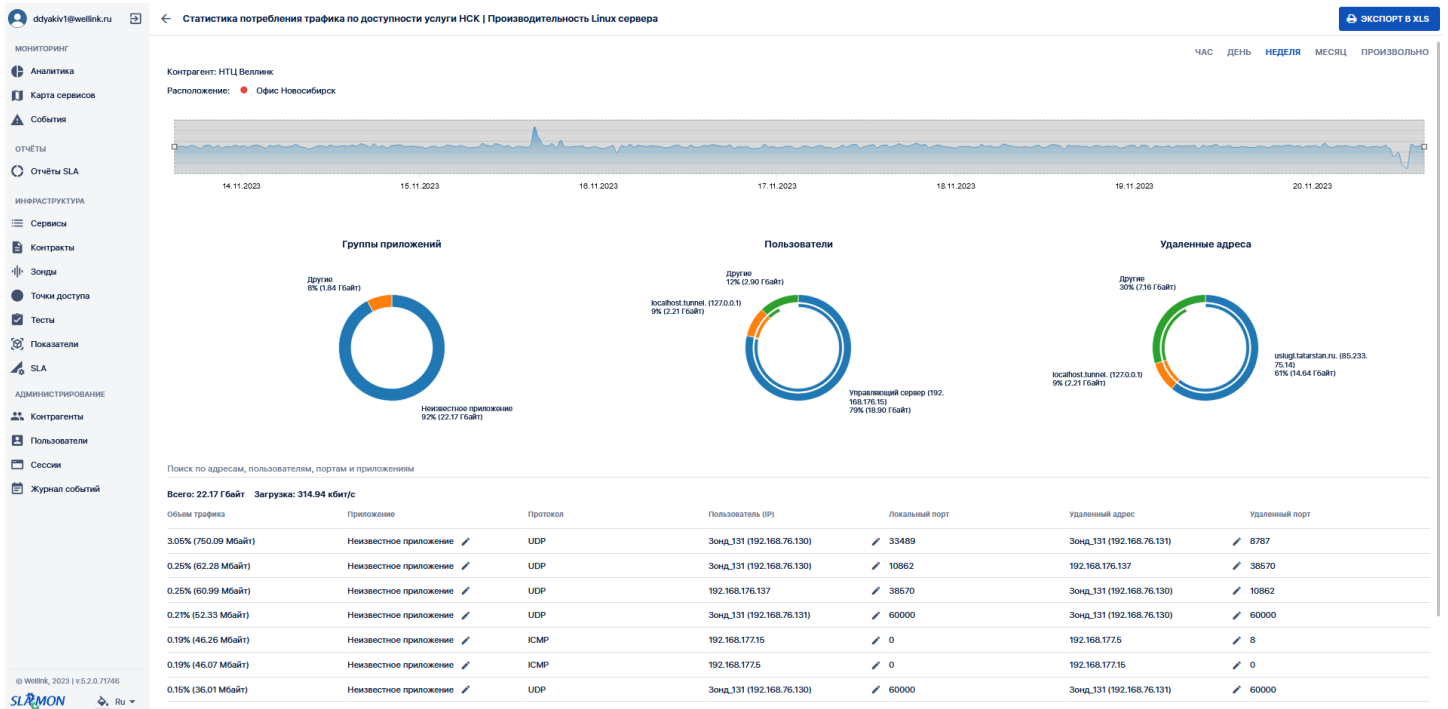 ddyakiv1@wellink.ru
Статистика потребления трафика по доступности услуги НСК | Производительность Linux сервера
ЭКСПОРТ В XLS
МОНИТОРИНГ
Аналитика
Карта сервисов
События
ОТЧЁТЫ
Отчёты SLA
ИНФРАСТРУКТУРА
Сервисы
Контракты
Зонды
Точки доступа
Тесты
Показатели
SLA
АДМИНИСТРИРОВАНИЕ
Контрагенты
Пользователи
Сессии
Журнал событий
© Wellink, 2023 | v.5.2.0.71746
SLAMON
Ru
ЧАС ДЕНЬ НЕДЕЛЯ МЕСЯЦ ПРОИЗВОЛЬНО
Контрагент: НТЦ Веллинк
Расположение: Офис Новосибирск
14.11.2023 15.11.2023 16.11.2023 17.11.2023 18.11.2023 19.11.2023 20.11.2023
Группы приложений
Другие
8% (1.84 Гбайт)
Неизвестное приложение
92% (22.17 Гбайт)
Пользователи
Другие
12% (2.90 Гбайт)
localhost.tunnel. (127.0.0.1)
9% (2.21 Гбайт)
Управляющий сервер (192.
168.176.15)
79% (18.90 Гбайт)
Удаленные адреса
Другие
30% (7.16 Гбайт)
localhost.tunnel. (127.0.0.1)
9% (2.21 Гбайт)
uslugi.tatarstan.ru. (85.233.
75.14)
61% (14.64 Гбайт)
Поиск по адресам, пользователям, портам и приложениям
Всего: 22.17 Гбайт Загрузка: 314.94 кбит/с
Объем трафика Приложение Протокол Пользователь (IP) Локальный порт Удаленный адрес Удаленный порт
3.05% (750.09 Мбайт) Неизвестное приложение UDP Зонд_131 (192.168.76.130) 33489 Зонд_131 (192.168.76.131) 8787
0.25% (62.28 Мбайт) Неизвестное приложение UDP Зонд_131 (192.168.76.130) 10862 192.168.176.137 38570
0.25% (60.99 Мбайт) Неизвестное приложение UDP 192.168.176.137 38570 Зонд_131 (192.168.76.130) 10862
0.21% (52.33 Мбайт) Неизвестное приложение UDP Зонд_131 (192.168.76.131) 60000 Зонд_131 (192.168.76.130) 60000
0.19% (46.26 Мбайт) Неизвестное приложение ICMP 192.168.177.15 0 192.168.177.5 8
0.19% (46.07 Мбайт) Неизвестное приложение ICMP 192.168.177.5 0 192.168.177.15 0
0.15% (36.01 Мбайт) Неизвестное приложение UDP Зонд_131 (192.168.76.130) 60000 Зонд_131 (192.168.76.131) 60000